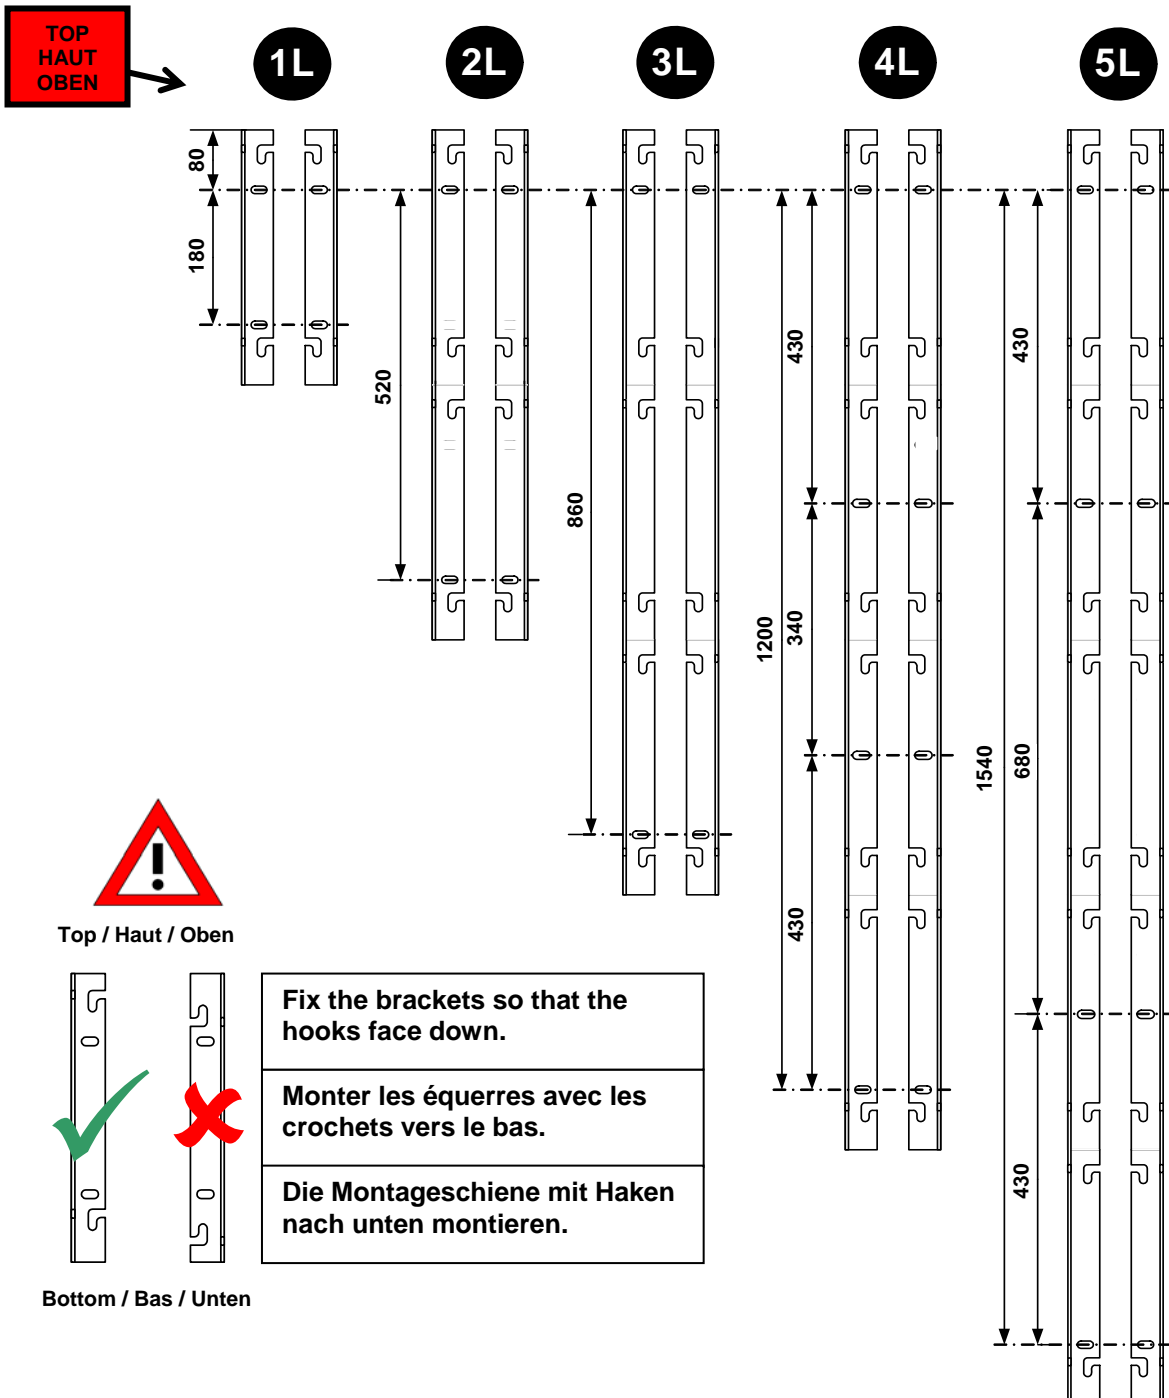 TOP
HAUT
OBEN
1L
2L
3L
4L
5L
80
180
520
860
1200
430
340
430
1540
430
680
430
Top / Haut / Oben
Fix the brackets so that the
hooks face down.
Monter les équerres avec les
crochets vers le bas.
Die Montageschiene mit Haken
nach unten montieren.
Bottom / Bas / Unten